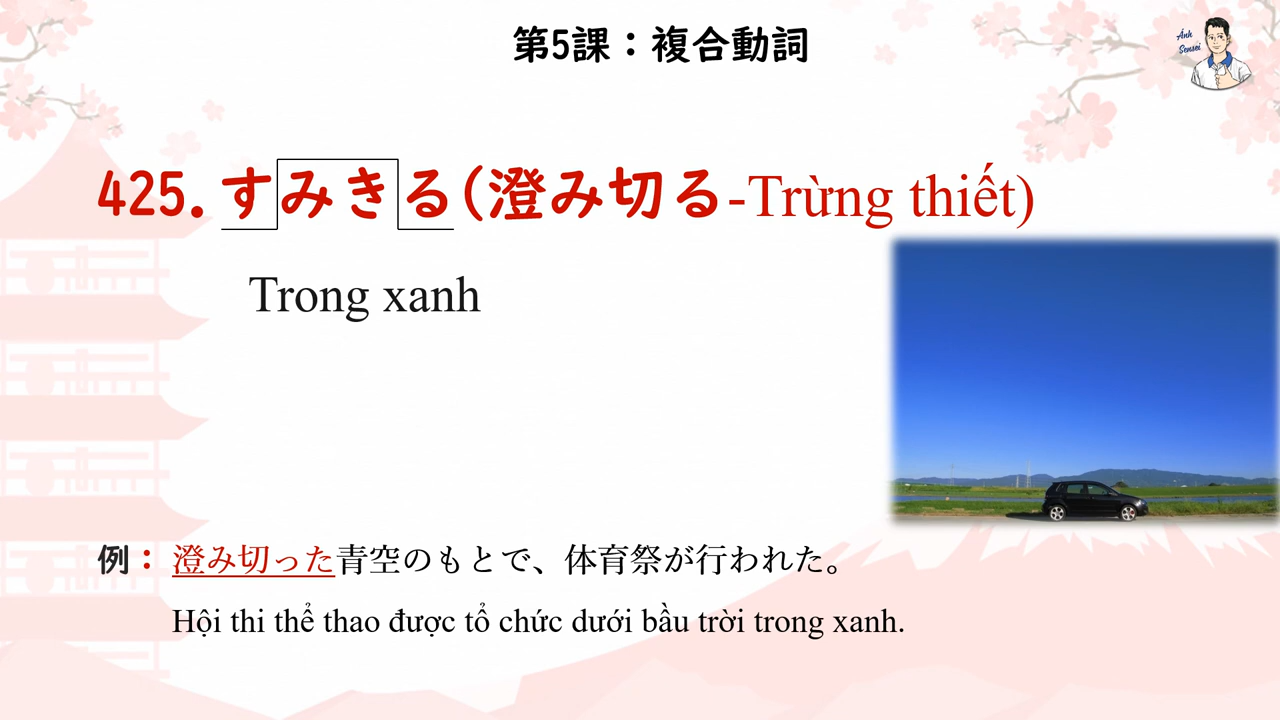 第5課：複合動詞
Ánh
Sensei
425. すみきる(澄み切る-Trừng thiết)
Trong xanh
例： 澄み切った青空のもとで、体育祭が行われた。
Hội thi thể thao được tổ chức dưới bầu trời trong xanh.